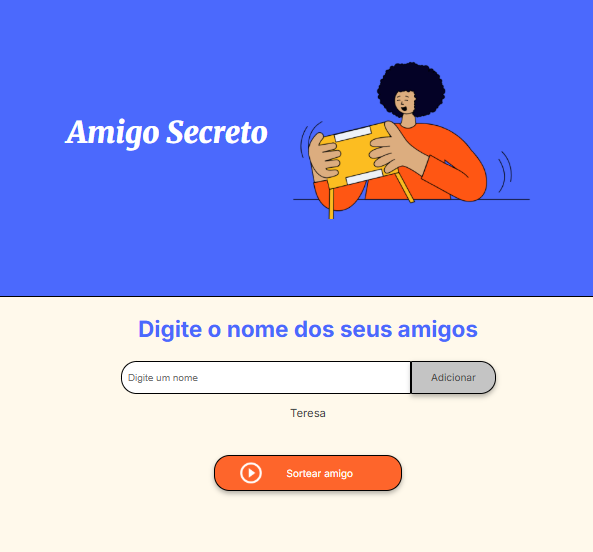 Amigo Secreto
Digite o nome dos seus amigos
Digite um nome
Adicionar
Teresa
Sortear amigo